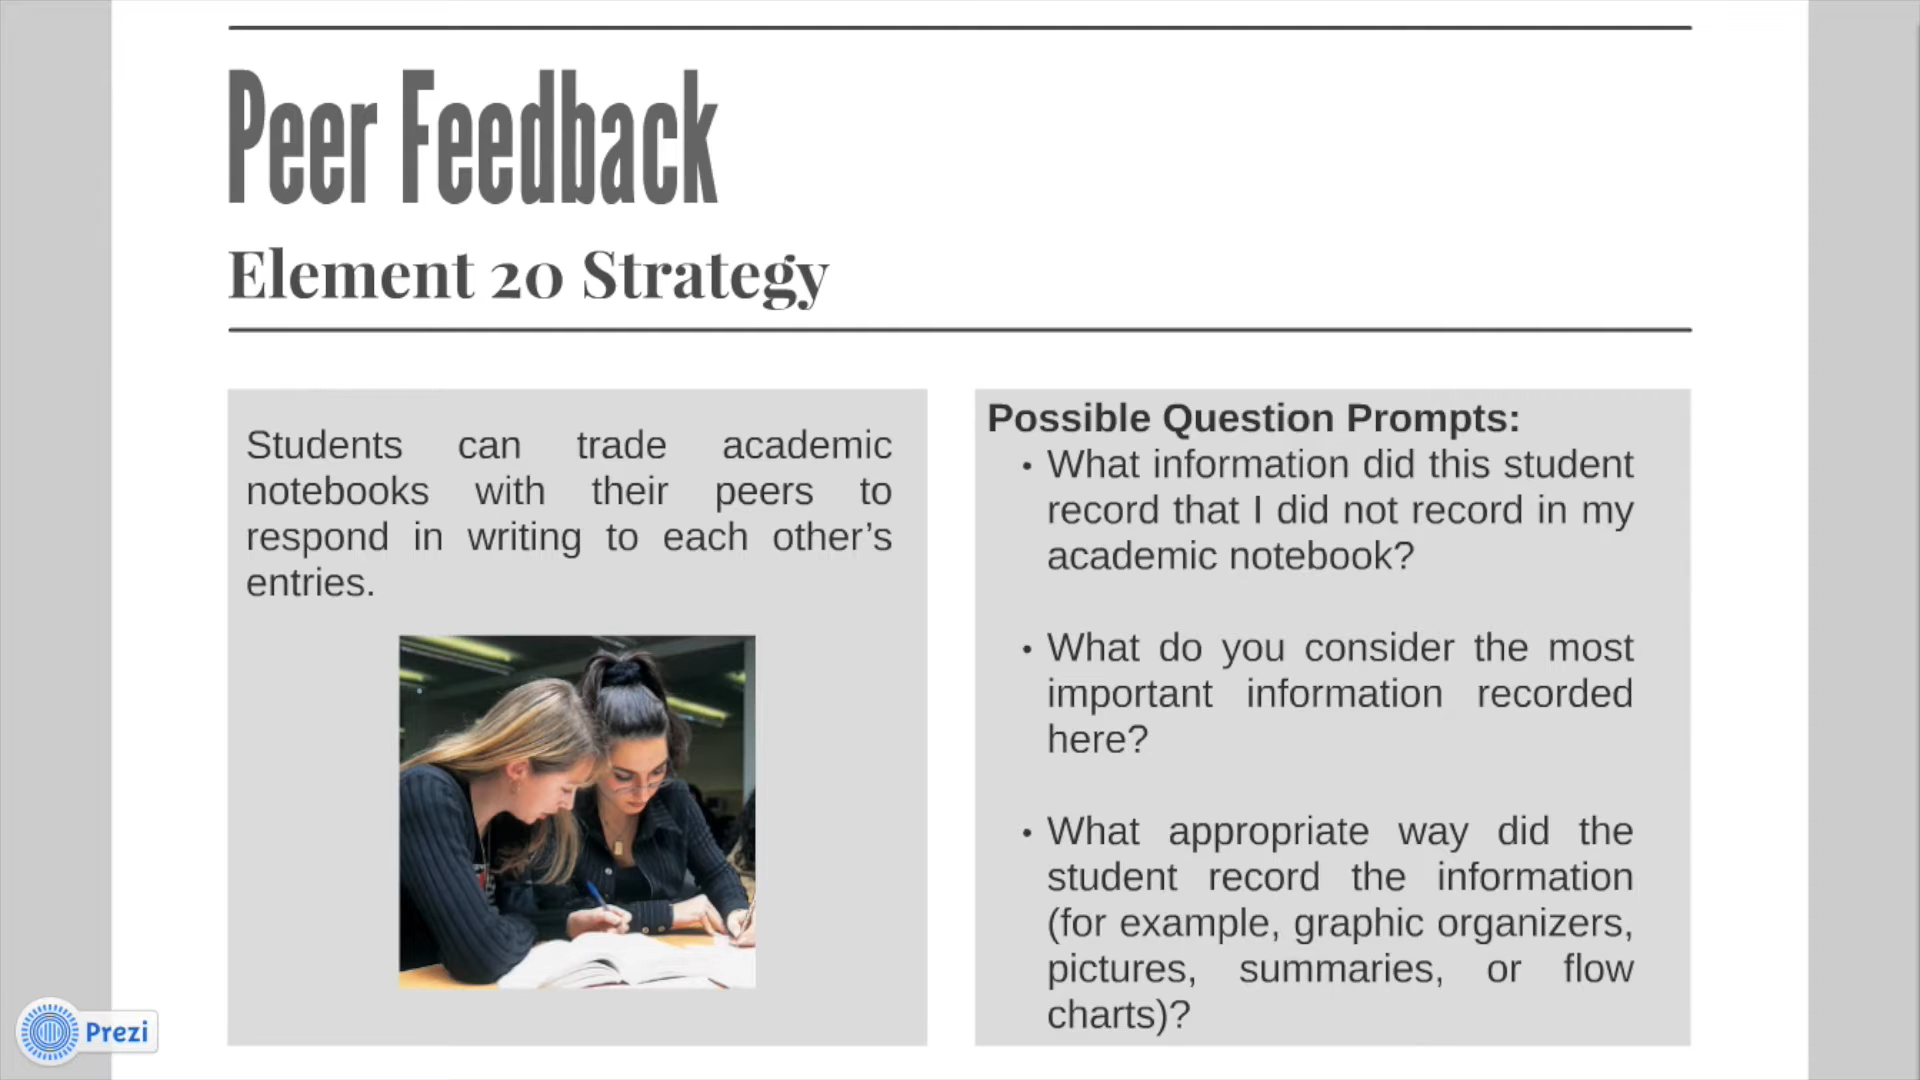 Peer Feedback
Element 20 Strategy
Students can trade academic
notebooks with their peers to
respond in writing to each other’s
entries.
Possible Question Prompts:
• What information did this student
record that I did not record in my
academic notebook?
• What do you consider the most
important information recorded
here?
• What appropriate way did the
student record the information
(for example, graphic organizers,
pictures, summaries, or flow
charts)?
Prezi